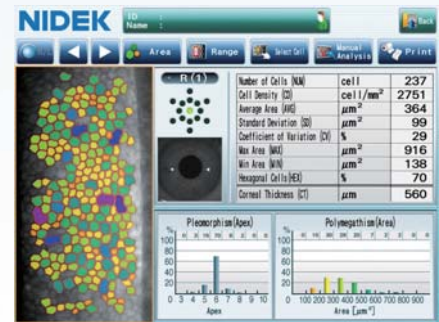 NIDEK
ID :
Name :
Back
Area
Range
Select Cell
Manual Analysis
Print
R (1)
Number of Cells (NUM) cell 237
Cell Density (CD) cell/mm² 2751
Average Area (AVG) μm² 364
Standard Deviation (SD) μm² 99
Coefficient of Variation (CV) % 29
Max Area (MAX) μm² 916
Min Area (MIN) μm² 138
Hexagonal Cells (HEX) % 70
Corneal Thickness (CT) μm 560
Pleomorphism(Apex)
%
100
80
60
40
20
0
3 4 5 6 7 8 9 10
Apex
Polymegathism(Area)
%
100
80
60
40
20
0
100 200 300 400 500 600 700 800 900
Area [μm²]